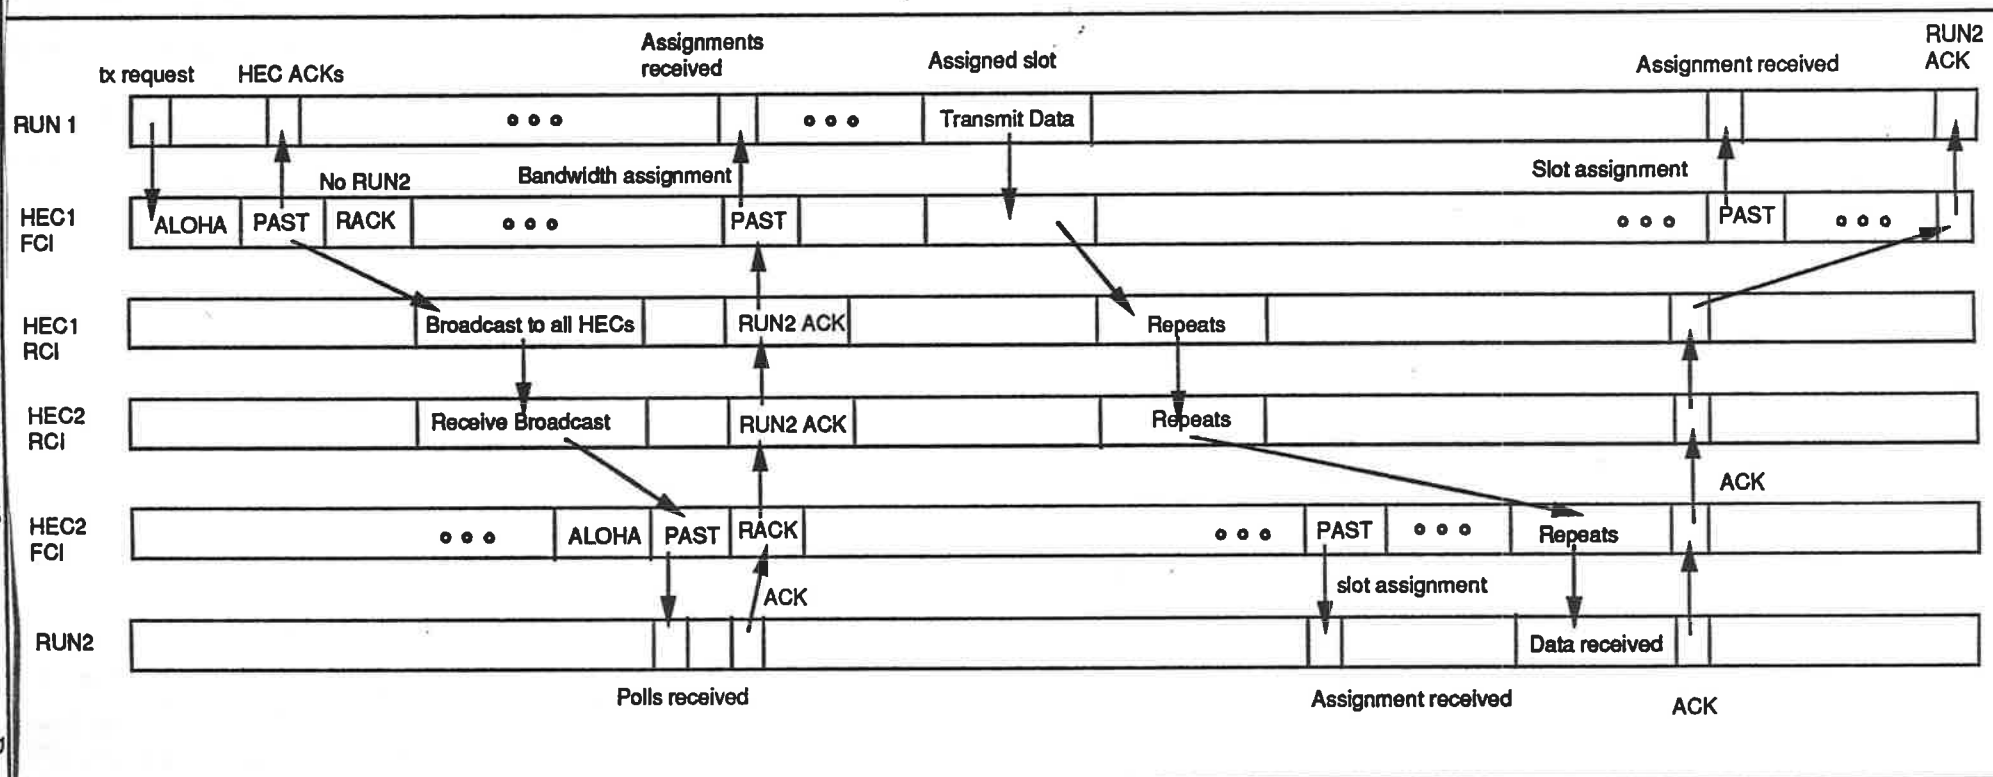 Assignments
received
Assigned slot
RUN2
ACK
tx request
HEC ACKs
Assignment received
RUN 1
Transmit Data
No RUN2
Bandwidth assignment
Slot assignment
HEC1
FCI
ALOHA
PAST
RACK
PAST
PAST
HEC1
RCI
Broadcast to all HECs
RUN2 ACK
Repeats
HEC2
RCI
Receive Broadcast
RUN2 ACK
Repeats
ACK
HEC2
FCI
ALOHA
PAST
RACK
PAST
Repeats
ACK
slot assignment
RUN2
Data received
Polls received
Assignment received
ACK